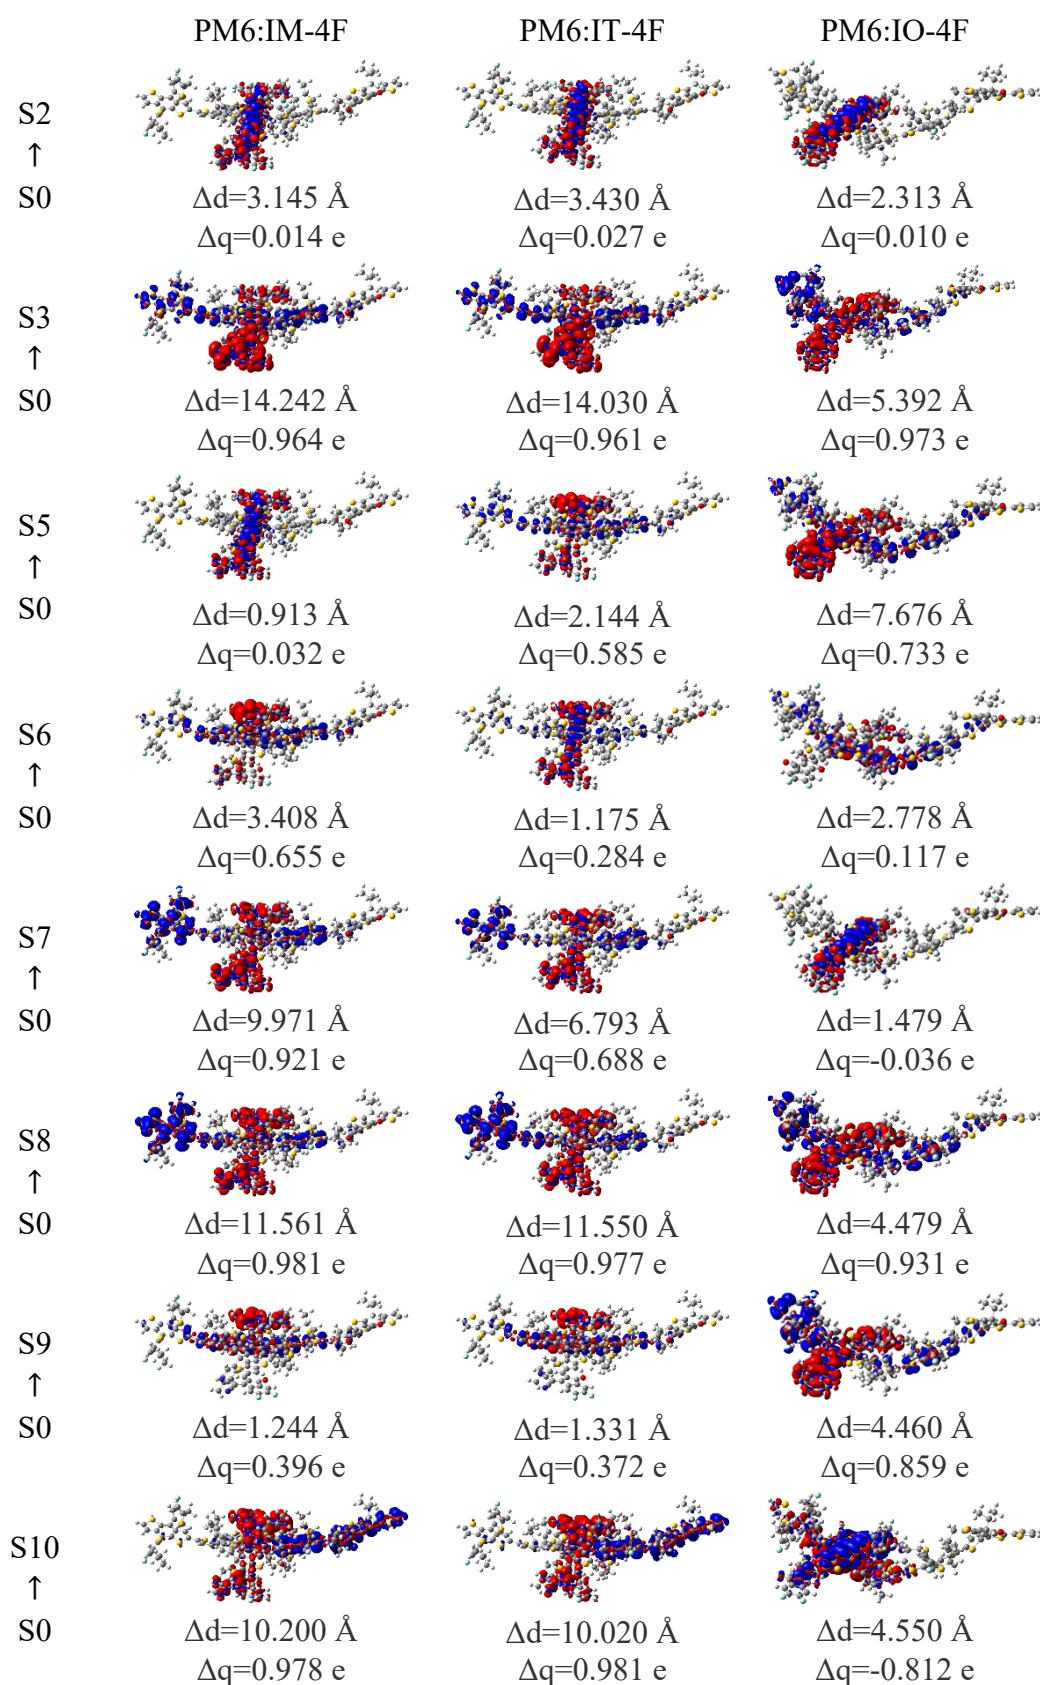 PM6:IM-4F PM6:IT-4F PM6:IO-4F
S2
↑
S0
Δd=3.145 Å Δd=3.430 Å Δd=2.313 Å
Δq=0.014 e Δq=0.027 e Δq=0.010 e
S3
↑
S0
Δd=14.242 Å Δd=14.030 Å Δd=5.392 Å
Δq=0.964 e Δq=0.961 e Δq=0.973 e
S5
↑
S0
Δd=0.913 Å Δd=2.144 Å Δd=7.676 Å
Δq=0.032 e Δq=0.585 e Δq=0.733 e
S6
↑
S0
Δd=3.408 Å Δd=1.175 Å Δd=2.778 Å
Δq=0.655 e Δq=0.284 e Δq=0.117 e
S7
↑
S0
Δd=9.971 Å Δd=6.793 Å Δd=1.479 Å
Δq=0.921 e Δq=0.688 e Δq=-0.036 e
S8
↑
S0
Δd=11.561 Å Δd=11.550 Å Δd=4.479 Å
Δq=0.981 e Δq=0.977 e Δq=0.931 e
S9
↑
S0
Δd=1.244 Å Δd=1.331 Å Δd=4.460 Å
Δq=0.396 e Δq=0.372 e Δq=0.859 e
S10
↑
S0
Δd=10.200 Å Δd=10.020 Å Δd=4.550 Å
Δq=0.978 e Δq=0.981 e Δq=-0.812 e